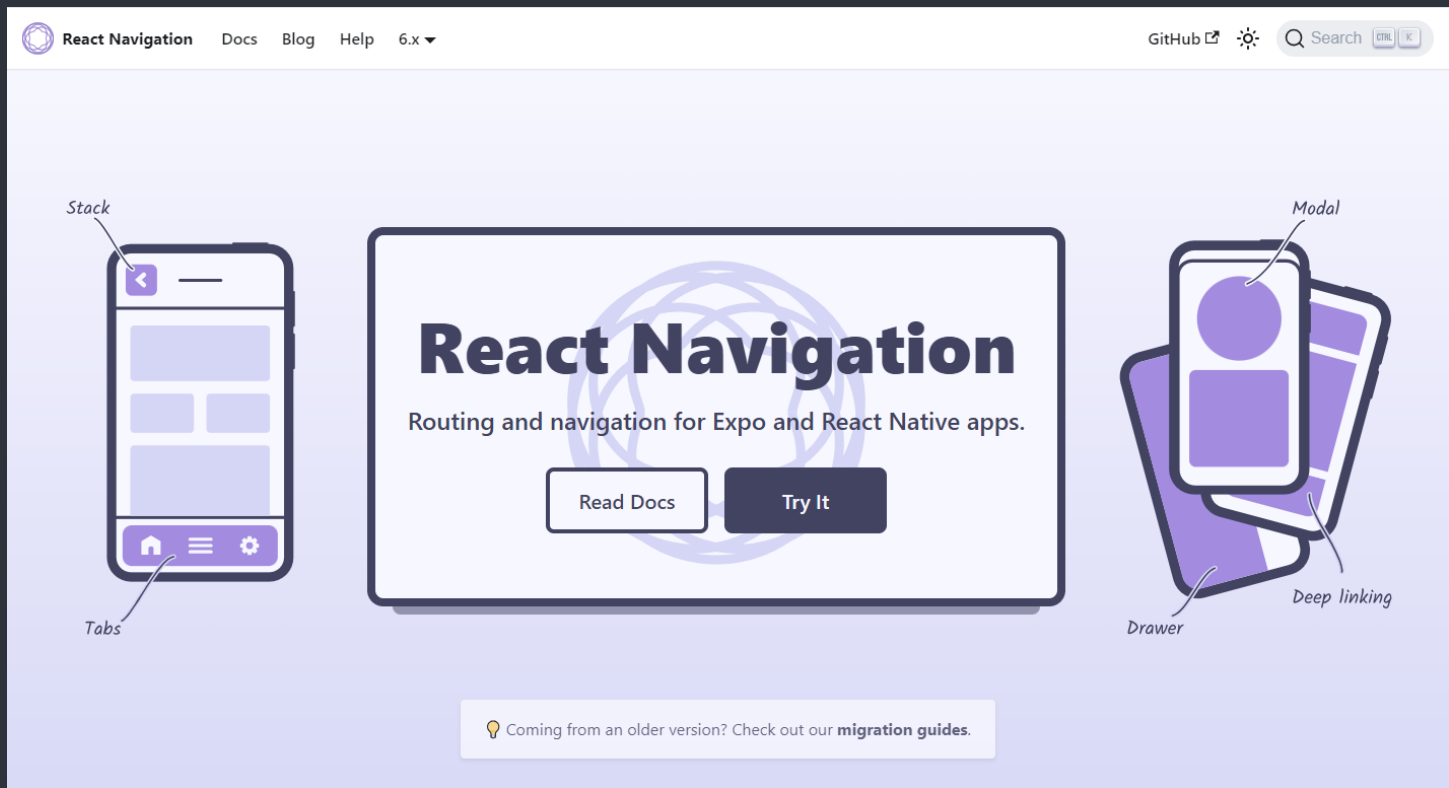 React Navigation Docs Blog Help 6.x GitHub Search CTRL K
Stack
Modal
React Navigation
Routing and navigation for Expo and React Native apps.
Read Docs Try It
Tabs
Deep linking
Drawer
Coming from an older version? Check out our migration guides.